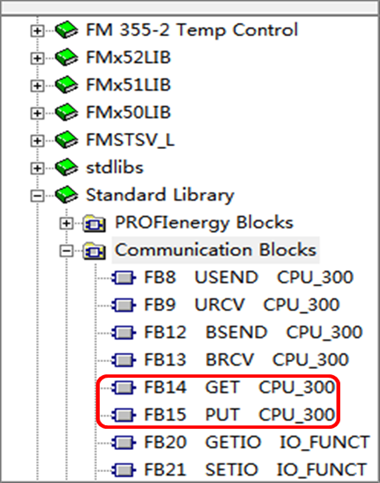 FM 355-2 Temp Control
FMx52LIB
FMx51LIB
FMx50LIB
FMSTSV_L
stdlibs
Standard Library
PROFIenergy Blocks
Communication Blocks
FB8 USEND CPU_300
FB9 URCV CPU_300
FB12 BSEND CPU_300
FB13 BRCV CPU_300
FB14 GET CPU_300
FB15 PUT CPU_300
FB20 GETIO IO_FUNCT
FB21 SETIO IO_FUNCT